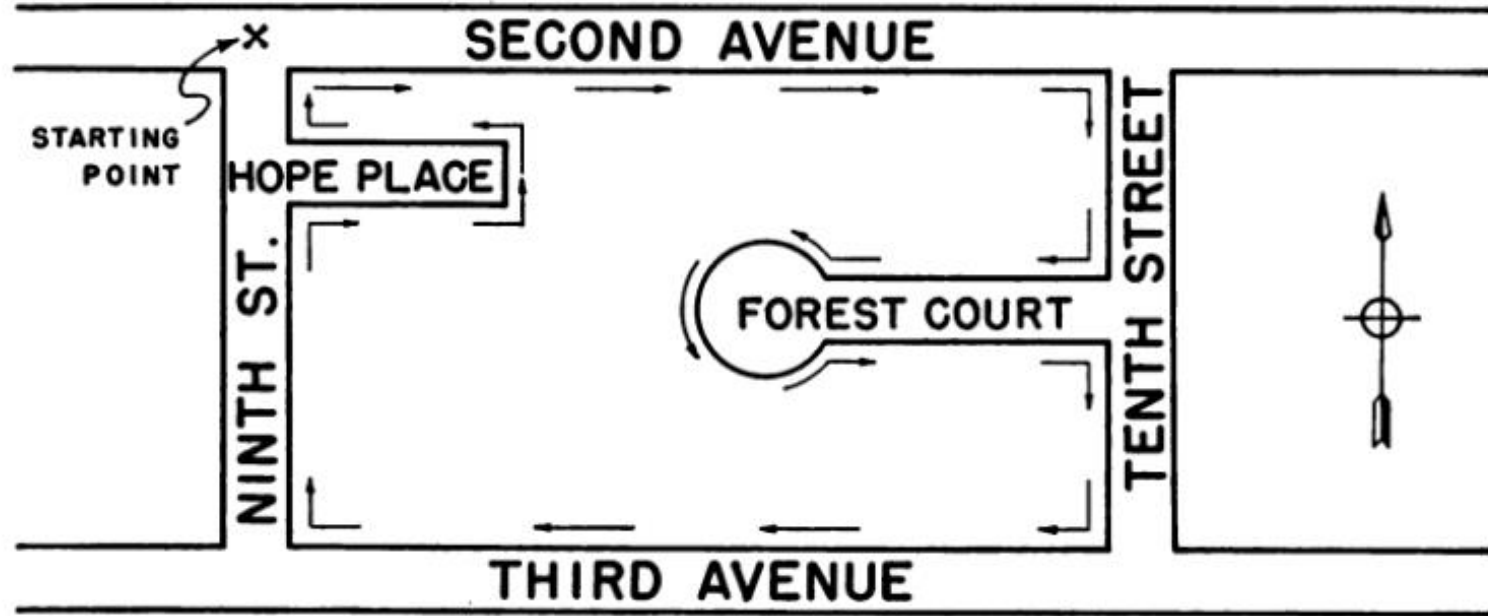 SECOND AVENUE
STARTING
POINT
HOPE PLACE
NINTH ST.
FOREST COURT
TENTH STREET
THIRD AVENUE